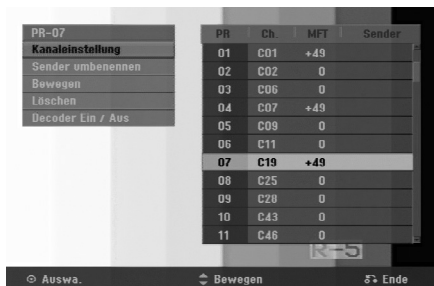 PR-07
Kanaleinstellung
Sender umbenennen
Bewegen
Löschen
Decoder Ein / Aus
PR Ch. MFT Sender
01 C01 +49
02 C02 0
03 C06 0
04 C07 +49
05 C09 0
06 C11 0
07 C19 +49
08 C25 0
09 C28 0
10 C43 0
11 C46 0
R-5
Auswa. Bewegen Ende